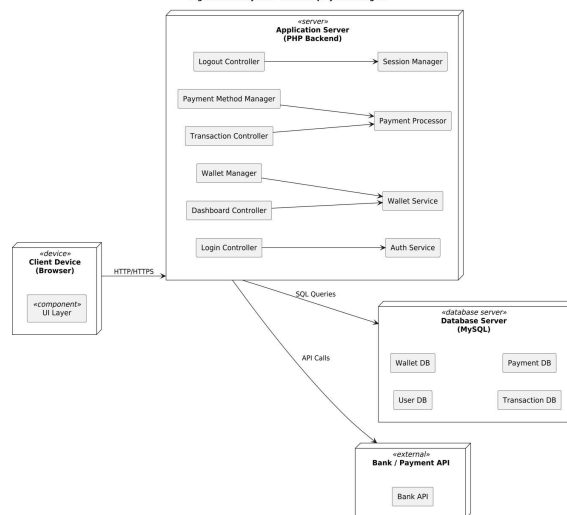 «server»
Application Server
(PHP Backend)
Logout Controller
Session Manager
Payment Method Manager
Payment Processor
Transaction Controller
Wallet Manager
Wallet Service
Dashboard Controller
Login Controller
Auth Service
«device»
Client Device
(Browser)
HTTP/HTTPS
«component»
UI Layer
SQL Queries
«database server»
Database Server
(MySQL)
Wallet DB
Payment DB
User DB
Transaction DB
API Calls
«external»
Bank / Payment API
Bank API